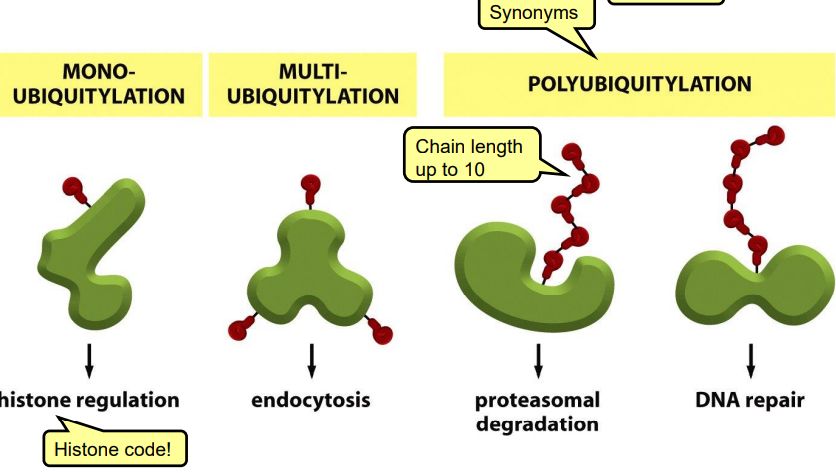 Synonyms
MONO-
UBIQUITYLATION
MULTI-
UBIQUITYLATION
POLYUBIQUITYLATION
Chain length
up to 10
histone regulation
endocytosis
proteasomal
degradation
DNA repair
Histone code!